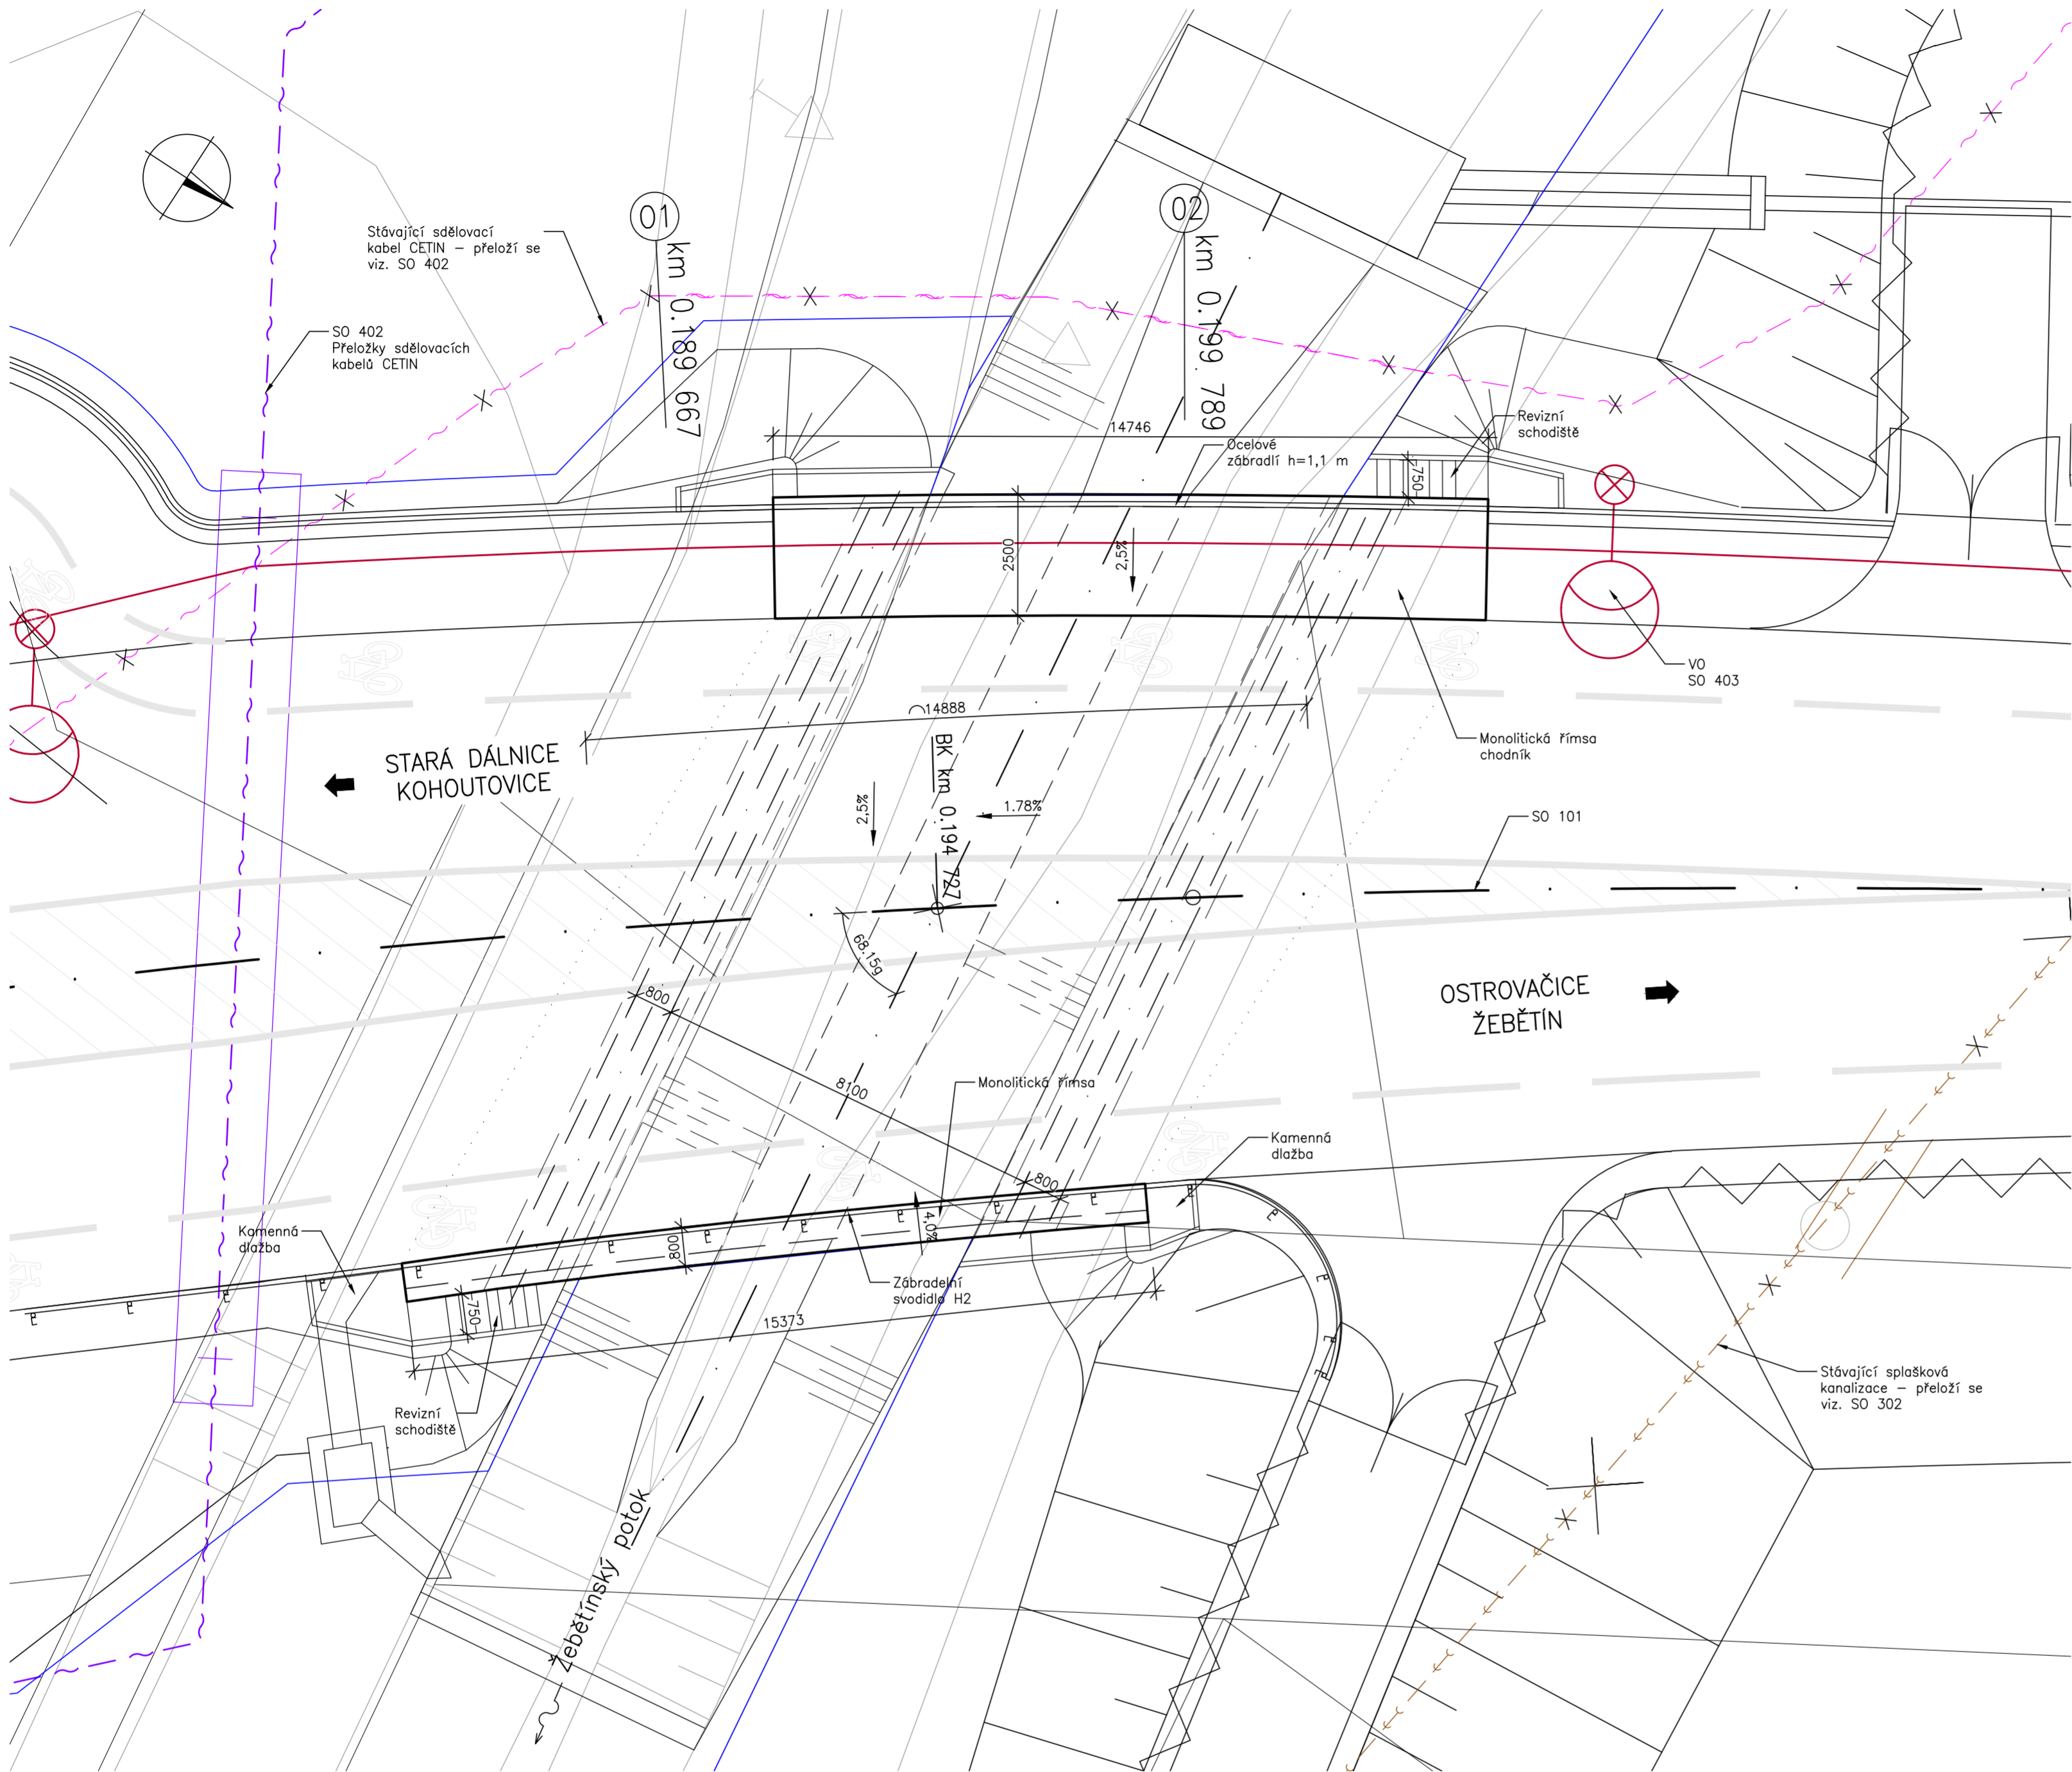 01
km 0.189 667
02
km 0.199 789
Stávající sdělovací
kabel CETIN – přeloží se
viz. SO 402
SO 402
Přeložky sdělovacích
kabelů CETIN
14746
Ocelové
zábradlí h=1,1 m
Revizní
schodiště
750
2500
2,5%
VO
SO 403
Monolitická římsa
chodník
14888
STARÁ DÁLNICE
KOHOUTOVICE
BK km 0.194 727
2,5%
1.78%
SO 101
68.15g
OSTROVAČICE
ŽEBĚTÍN
800
8100
800
Monolitická římsa
Kamenná
dlažba
Kamenná
dlažba
800
4,0%
Zábradelní
svodidlo H2
750
15373
Revizní
schodiště
Stávající splašková
kanalizace – přeloží se
viz. SO 302
Žebětínský potok